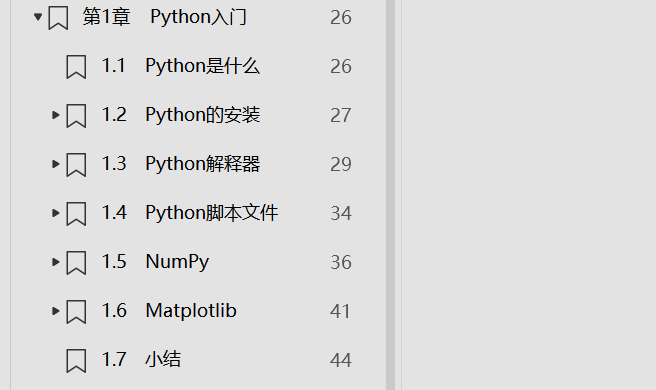 第1章 Python入门 26
1.1 Python是什么 26
1.2 Python的安装 27
1.3 Python解释器 29
1.4 Python脚本文件 34
1.5 NumPy 36
1.6 Matplotlib 41
1.7 小结 44